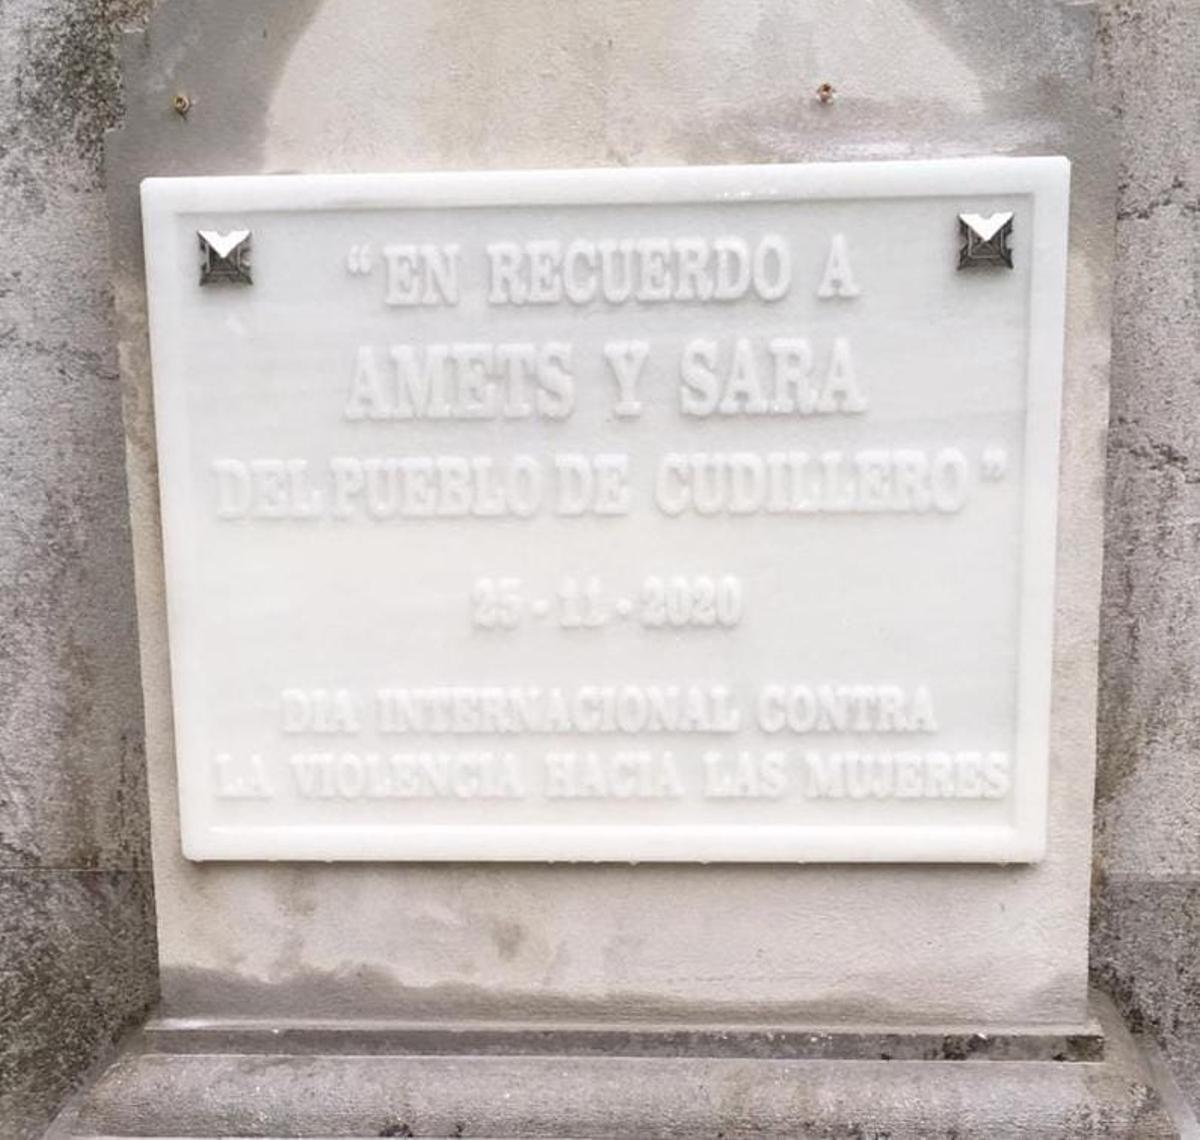 “EN RECUERDO A
AMETS Y SARA
DEL PUEBLO DE CUDILLERO”
25-11-2020
DIA INTERNACIONAL CONTRA
LA VIOLENCIA HACIA LAS MUJERES